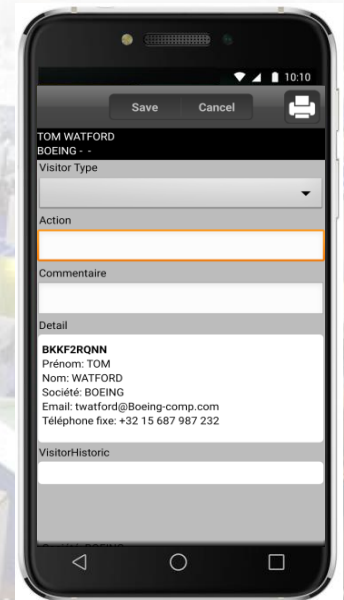 10:10
Save Cancel
TOM WATFORD
BOEING - -
Visitor Type
Action
Commentaire
Detail
BKKF2RQNN
Prénom: TOM
Nom: WATFORD
Société: BOEING
Email: twatford@Boeing-comp.com
Téléphone fixe: +32 15 687 987 232
VisitorHistoric